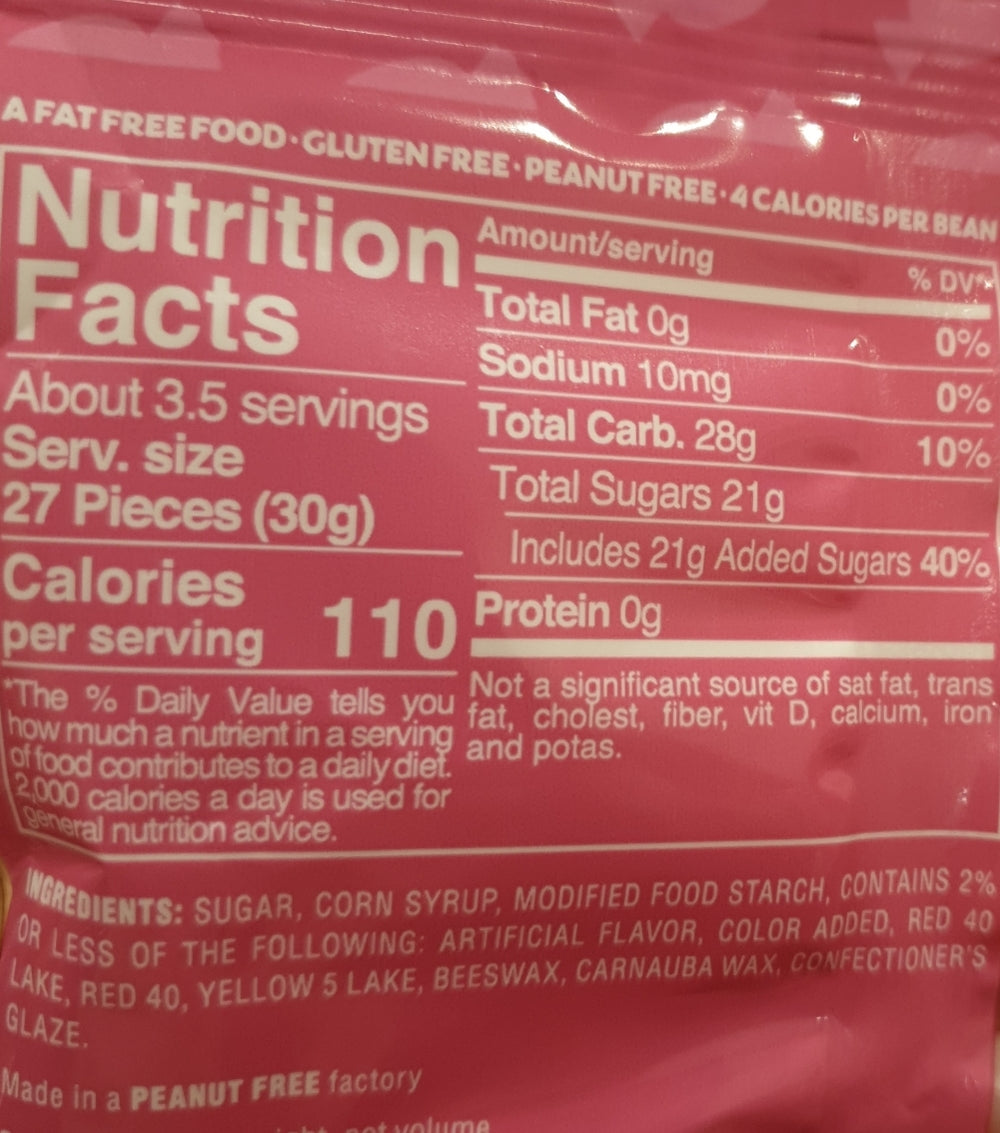 A FAT FREE FOOD · GLUTEN FREE · PEANUT FREE · 4 CALORIES PER BEAN
Nutrition
Facts
About 3.5 servings
Serv. size
27 Pieces (30g)
Calories
per serving 110
*The % Daily Value tells you
how much a nutrient in a serving
of food contributes to a daily diet.
2,000 calories a day is used for
general nutrition advice.
Amount/serving % DV*
Total Fat 0g 0%
Sodium 10mg 0%
Total Carb. 28g 10%
Total Sugars 21g
Includes 21g Added Sugars 40%
Protein 0g
Not a significant source of sat fat, trans
fat, cholest, fiber, vit D, calcium, iron
and potas.
INGREDIENTS: SUGAR, CORN SYRUP, MODIFIED FOOD STARCH, CONTAINS 2%
OR LESS OF THE FOLLOWING: ARTIFICIAL FLAVOR, COLOR ADDED, RED 40
LAKE, RED 40, YELLOW 5 LAKE, BEESWAX, CARNAUBA WAX, CONFECTIONER'S
GLAZE.
Made in a PEANUT FREE factory
not volume